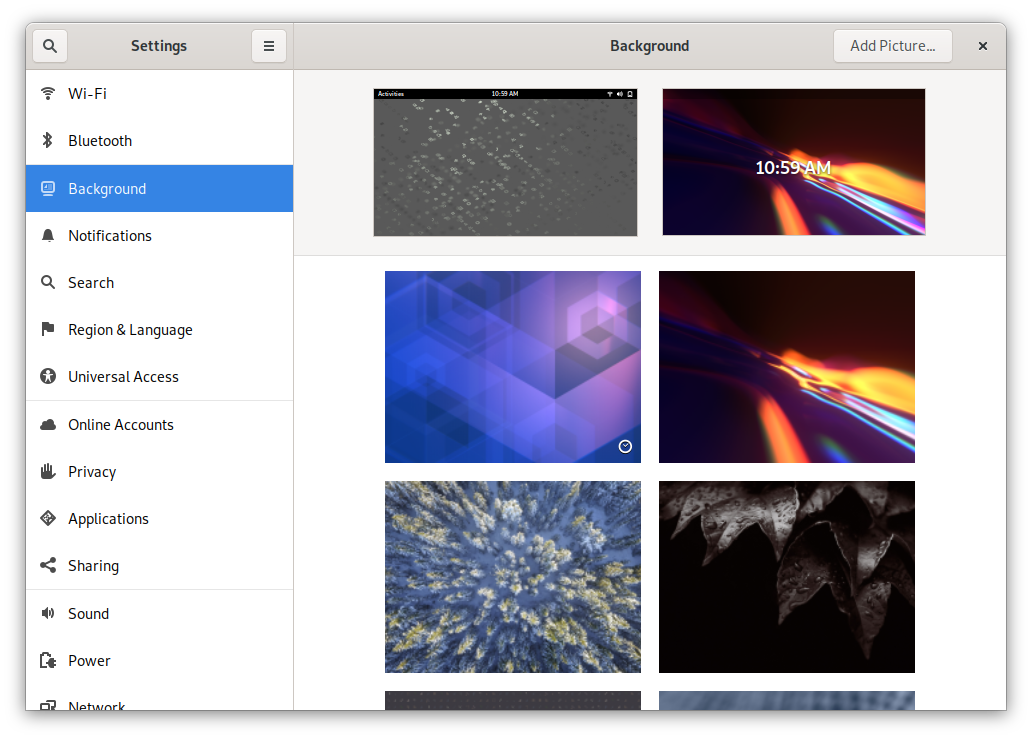 Settings
Background
Add Picture...
Wi-Fi
Bluetooth
Background
Notifications
Search
Region & Language
Universal Access
Online Accounts
Privacy
Applications
Sharing
Sound
Power
Network
Activities
10:59 AM
10:59 AM